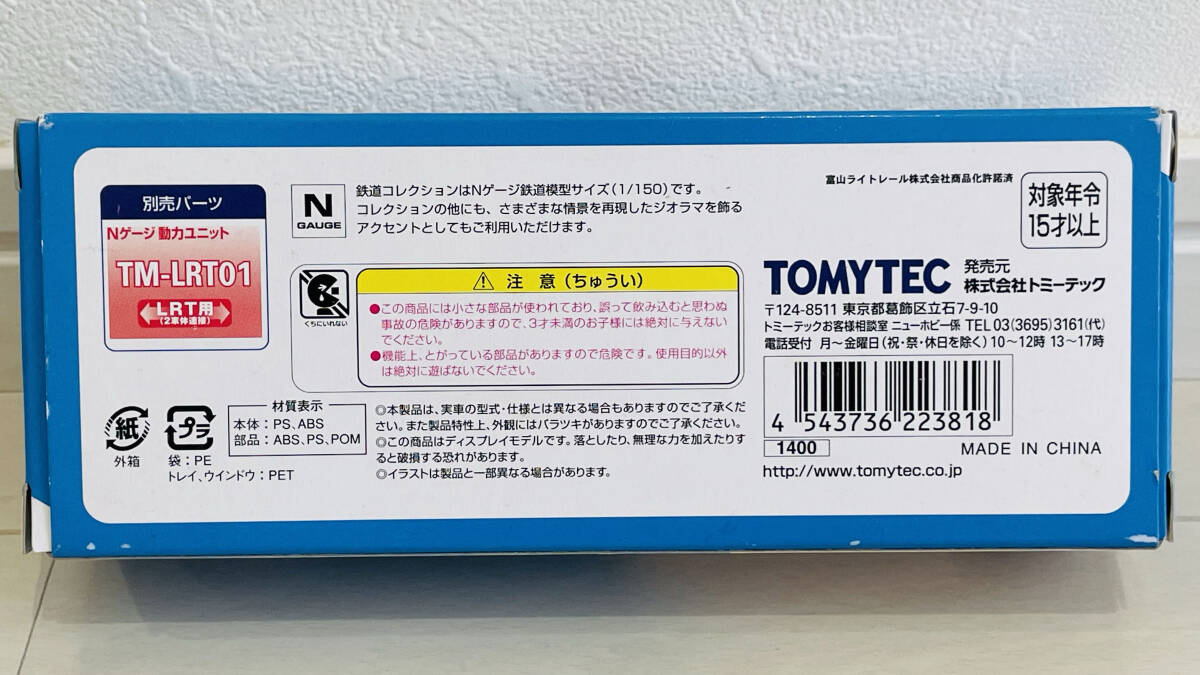 別売パーツ
Nゲージ 動力ユニット
TM-LRT01
LRT用
(2車体連接)
N
GAUGE
鉄道コレクションはNゲージ鉄道模型サイズ(1/150)です。
コレクションの他にも、さまざまな情景を再現したジオラマを飾る
アクセントとしてもご利用いただけます。
くちにいれない
注 意(ちゅうい)
●この商品には小さな部品が使われており、誤って飲み込むと思わぬ
事故の危険がありますので、3才未満のお子様には絶対に与えない
でください。
●機能上、とがっている部品がありますので危険です。使用目的以外
は絶対に遊ばないでください。
紙
外箱
プラ
袋:PE
トレイ、ウインドウ:PET
材質表示
本体:PS、ABS
部品:ABS、PS、POM
◎本製品は、実車の型式・仕様とは異なる場合もありますのでご了承くだ
さい。また製品特性上、外観にはバラツキがありますのでご了承ください。
◎この商品はディスプレイモデルです。落としたり、無理な力を加えたりす
ると破損する恐れがあります。
◎イラストは製品と一部異なる場合があります。
富山ライトレール株式会社商品化許諾済
対象年令
15才以上
TOMYTEC 発売元
株式会社トミーテック
〒124-8511 東京都葛飾区立石7-9-10
トミーテックお客様相談室 ニューホビー係 TEL 03(3695)3161(代)
電話受付 月~金曜日(祝・祭・休日を除く)10~12時 13~17時
4 543736 223818
1400
MADE IN CHINA
http://www.tomytec.co.jp